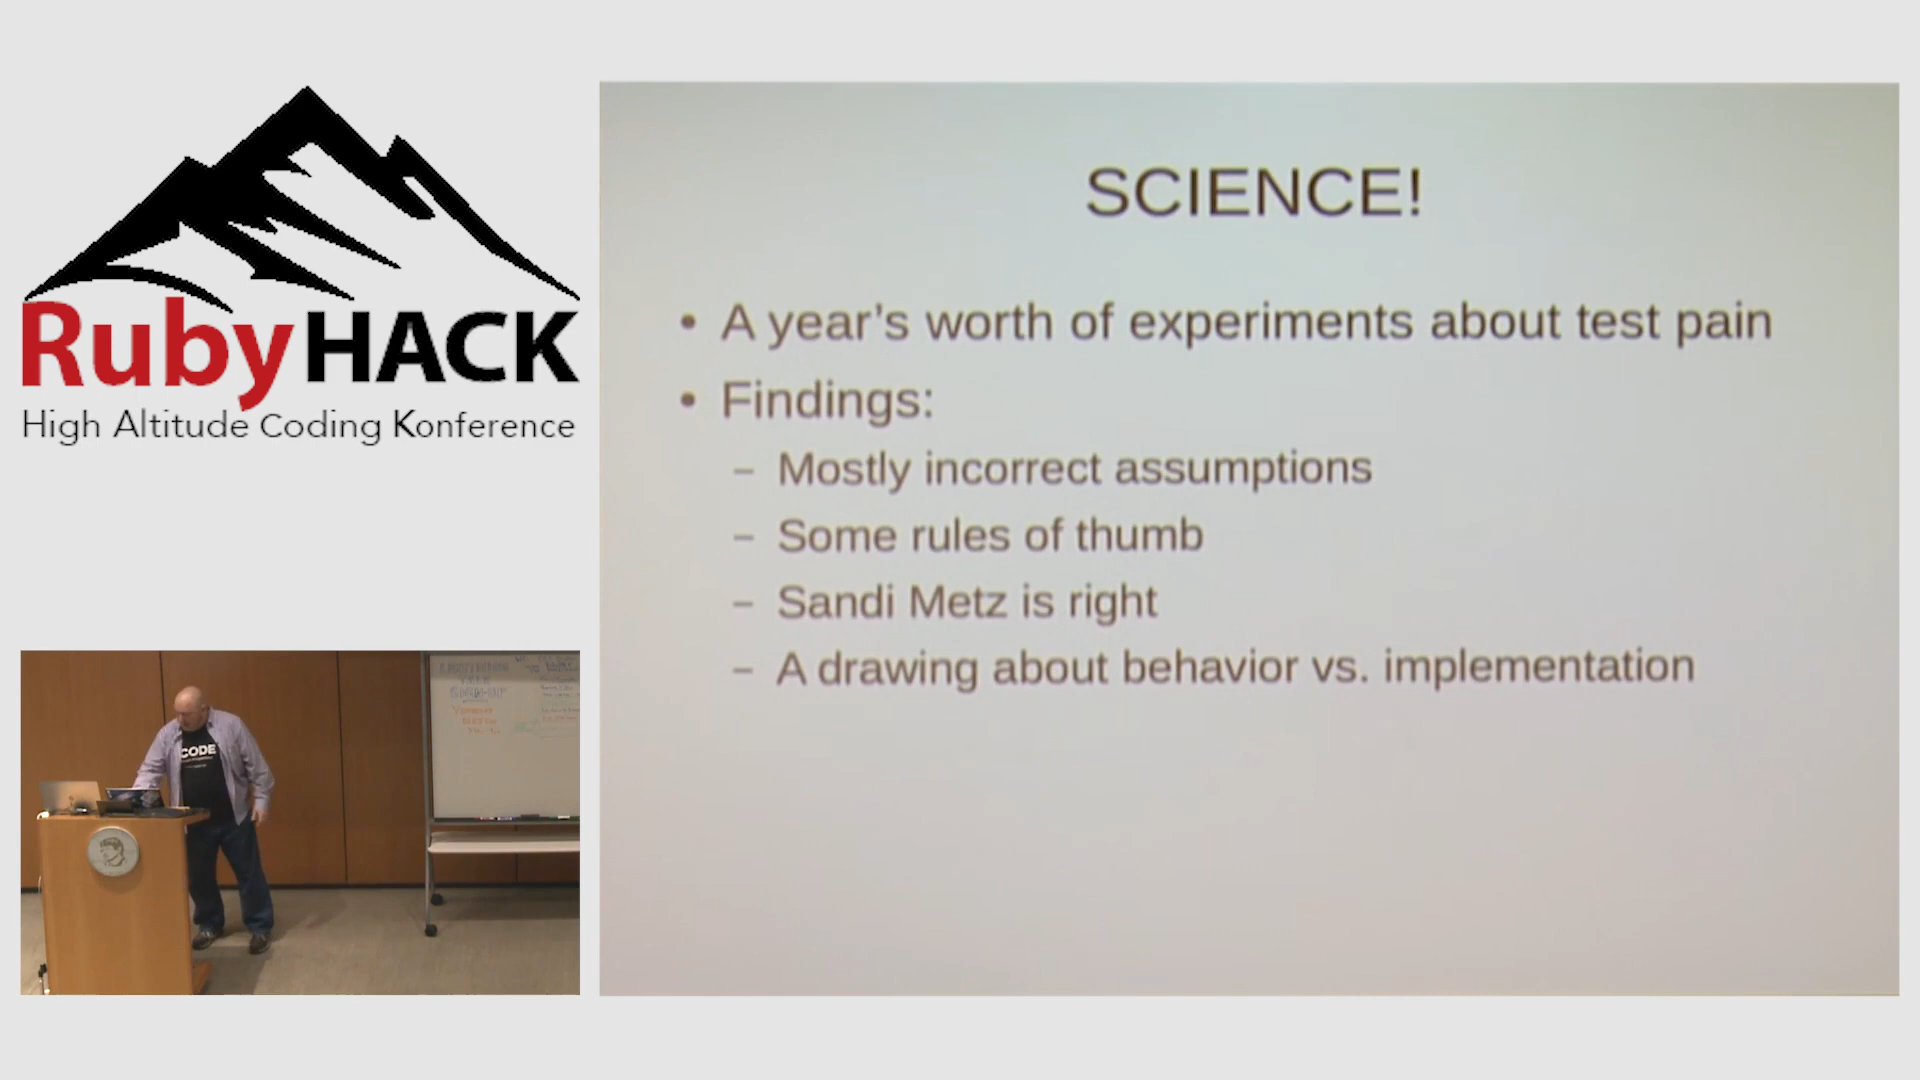 RubyHACK
High Altitude Coding Konference
SCIENCE!
• A year's worth of experiments about test pain
• Findings:
– Mostly incorrect assumptions
– Some rules of thumb
– Sandi Metz is right
– A drawing about behavior vs. implementation
CODE